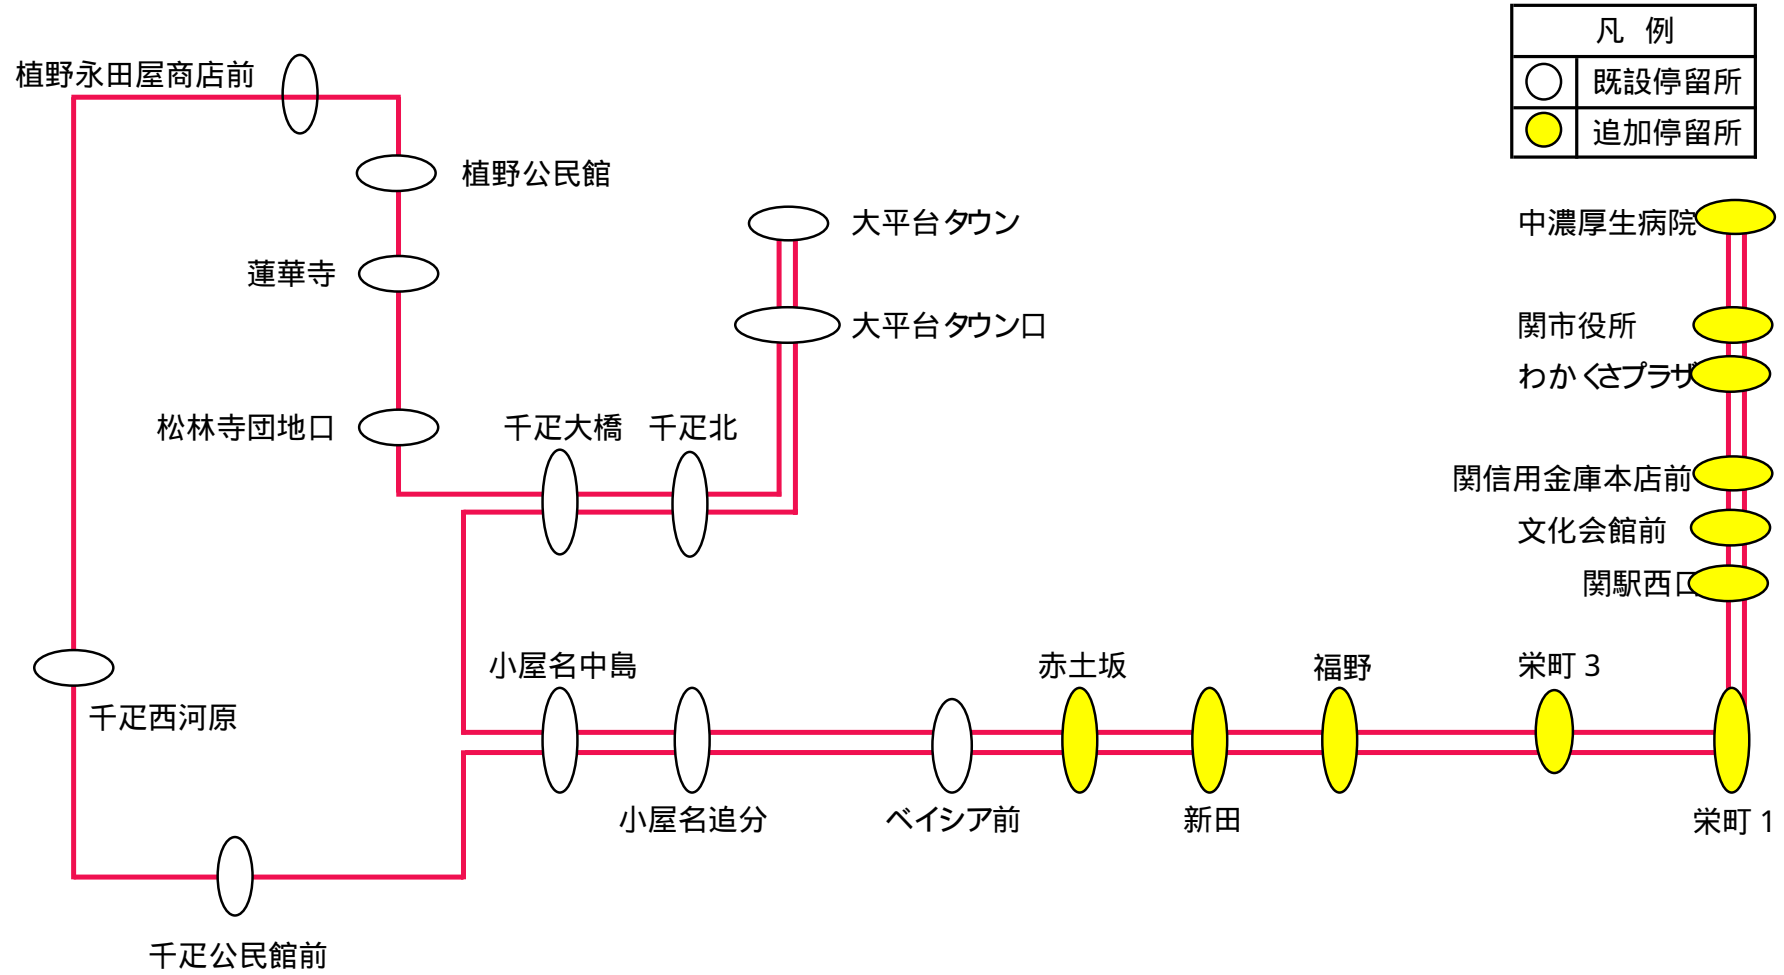 凡 例
既設停留所
追加停留所
植野永田屋商店前
植野公民館
蓮華寺
松林寺団地口
大平台タウン
大平台タウン口
千疋大橋
千疋北
中濃厚生病院
関市役所
わかくさプラザ
関信用金庫本店前
文化会館前
関駅西口
千疋西河原
小屋名中島
小屋名追分
ベイシア前
赤土坂
新田
福野
栄町 3
栄町 1
千疋公民館前